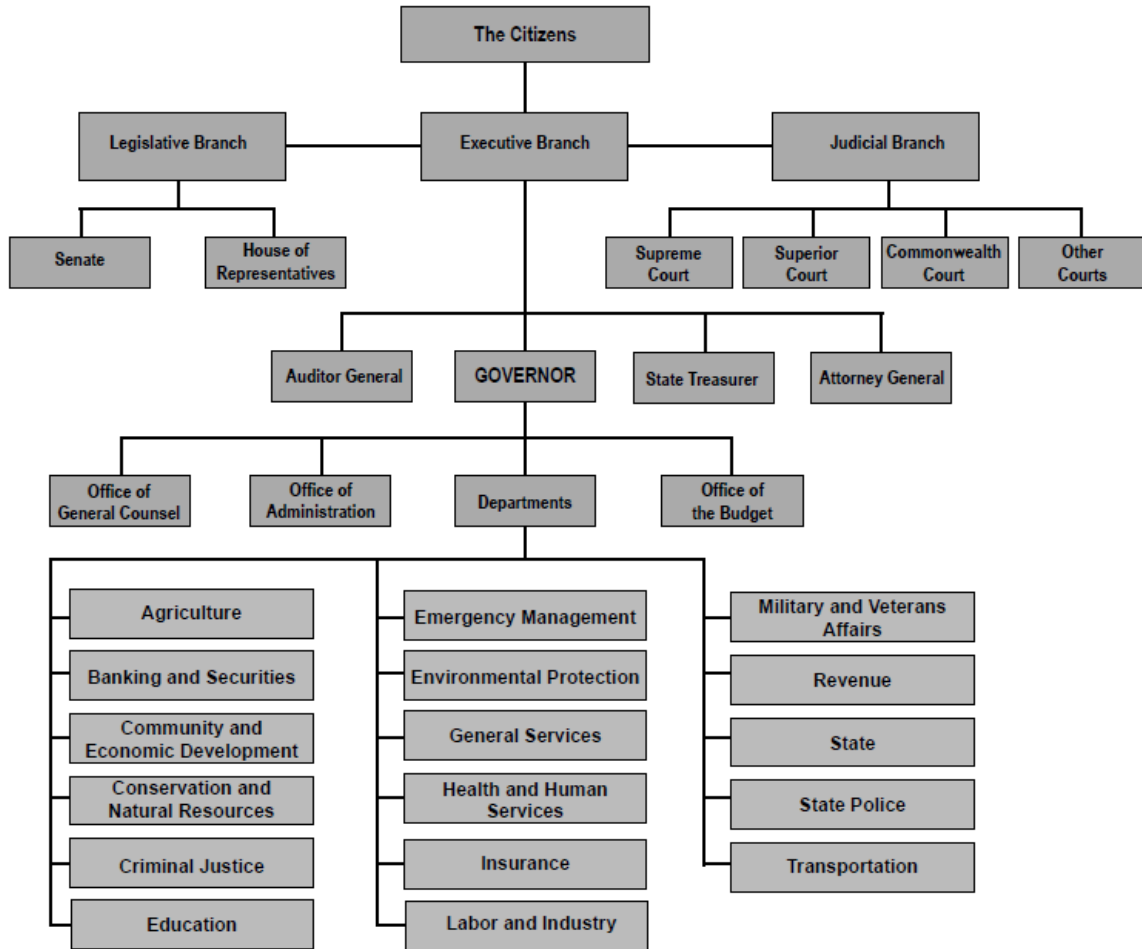 The Citizens
Legislative Branch
Executive Branch
Judicial Branch
Senate
House of
Representatives
Supreme
Court
Superior
Court
Commonwealth
Court
Other
Courts
Auditor General
GOVERNOR
State Treasurer
Attorney General
Office of
General Counsel
Office of
Administration
Departments
Office of
the Budget
Agriculture
Banking and Securities
Community and
Economic Development
Conservation and
Natural Resources
Criminal Justice
Education
Emergency Management
Environmental Protection
General Services
Health and Human
Services
Insurance
Labor and Industry
Military and Veterans
Affairs
Revenue
State
State Police
Transportation